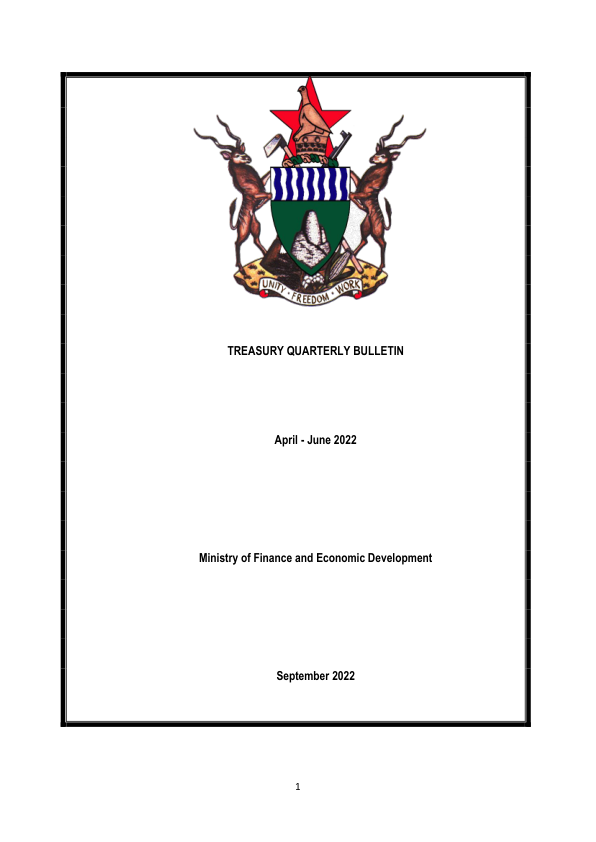 UNITY • FREEDOM • WORK
TREASURY QUARTERLY BULLETIN
April - June 2022
Ministry of Finance and Economic Development
September 2022
1